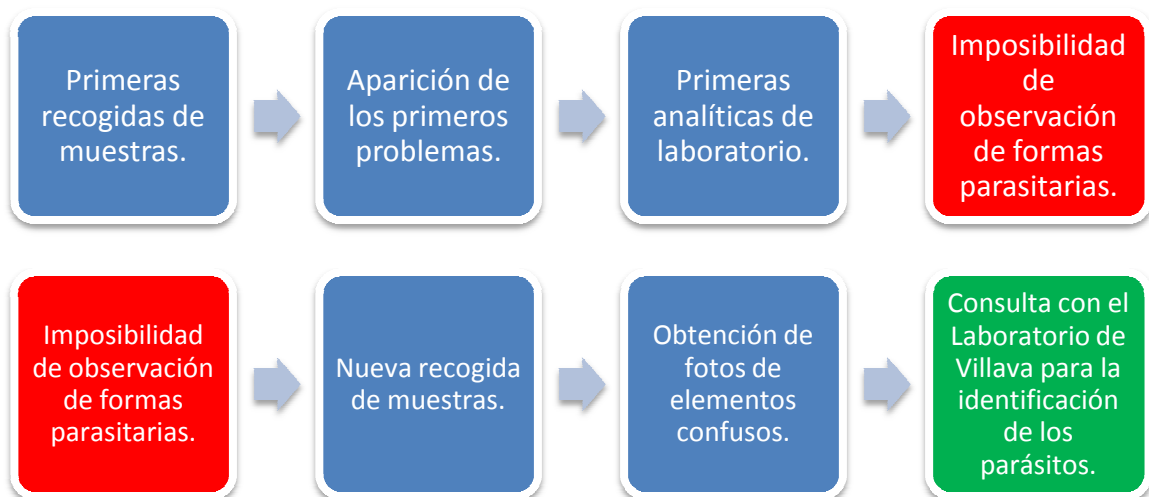 Primeras
recogidas de
muestras.
Aparición de
los primeros
problemas.
Primeras
analíticas de
laboratorio.
Imposibilidad
de
observación
de formas
parasitarias.
Imposibilidad
de observación
de formas
parasitarias.
Nueva recogida
de muestras.
Obtención de
fotos de
elementos
confusos.
Consulta con el
Laboratorio de
Villava para la
identificación
de los
parásitos.